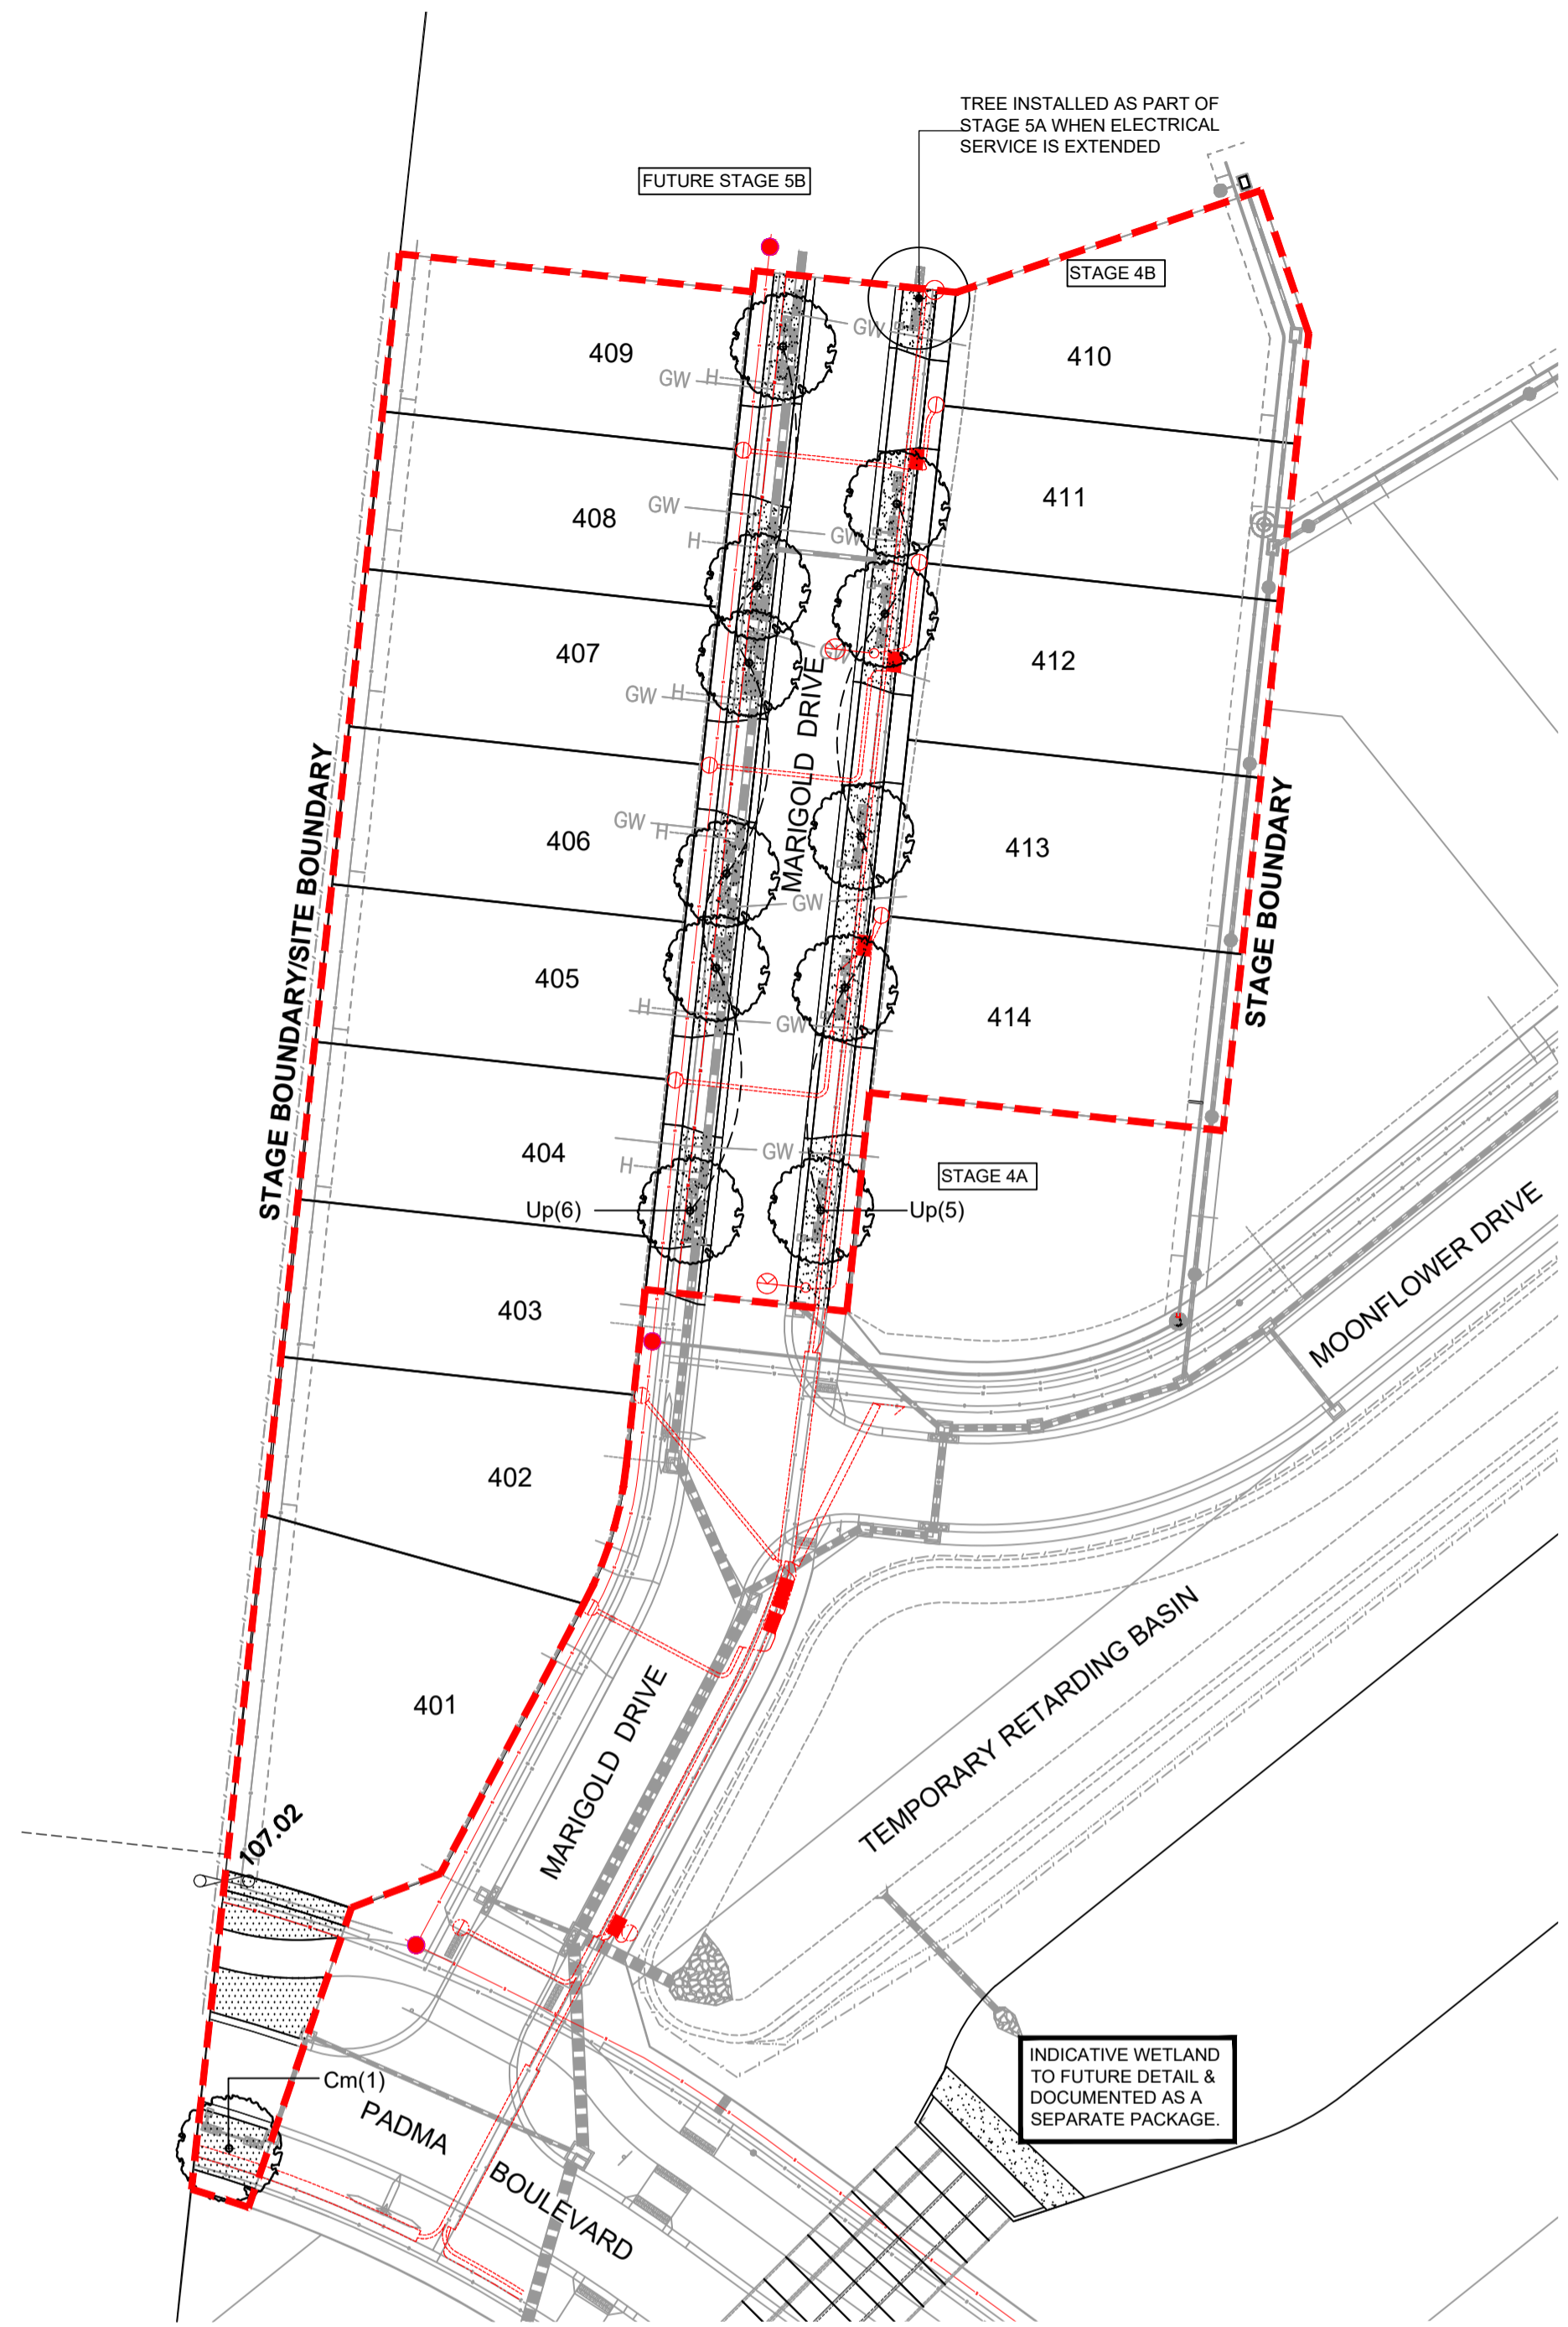 TREE INSTALLED AS PART OF
STAGE 5A WHEN ELECTRICAL
SERVICE IS EXTENDED
FUTURE STAGE 5B
STAGE 4B
GW
409
410
GW H
411
GW
408
GW
H
407
412
GW
GW H
MARIGOLD DRIVE
STAGE BOUNDARY/SITE BOUNDARY
STAGE BOUNDARY
GW
H
406
413
GW
405
H
GW
414
404
GW
H
STAGE 4A
Up(6)
Up(5)
403
MOONFLOWER DRIVE
402
401
MARIGOLD DRIVE
TEMPORARY RETARDING BASIN
107.02
INDICATIVE WETLAND
TO FUTURE DETAIL &
DOCUMENTED AS A
SEPARATE PACKAGE.
Cm(1)
PADMA
BOULEVARD